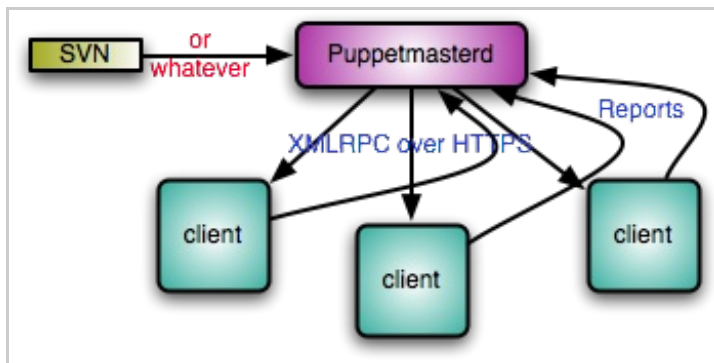 SVN
or
whatever
Puppetmasterd
XMLRPC over HTTPS
Reports
client
client
client